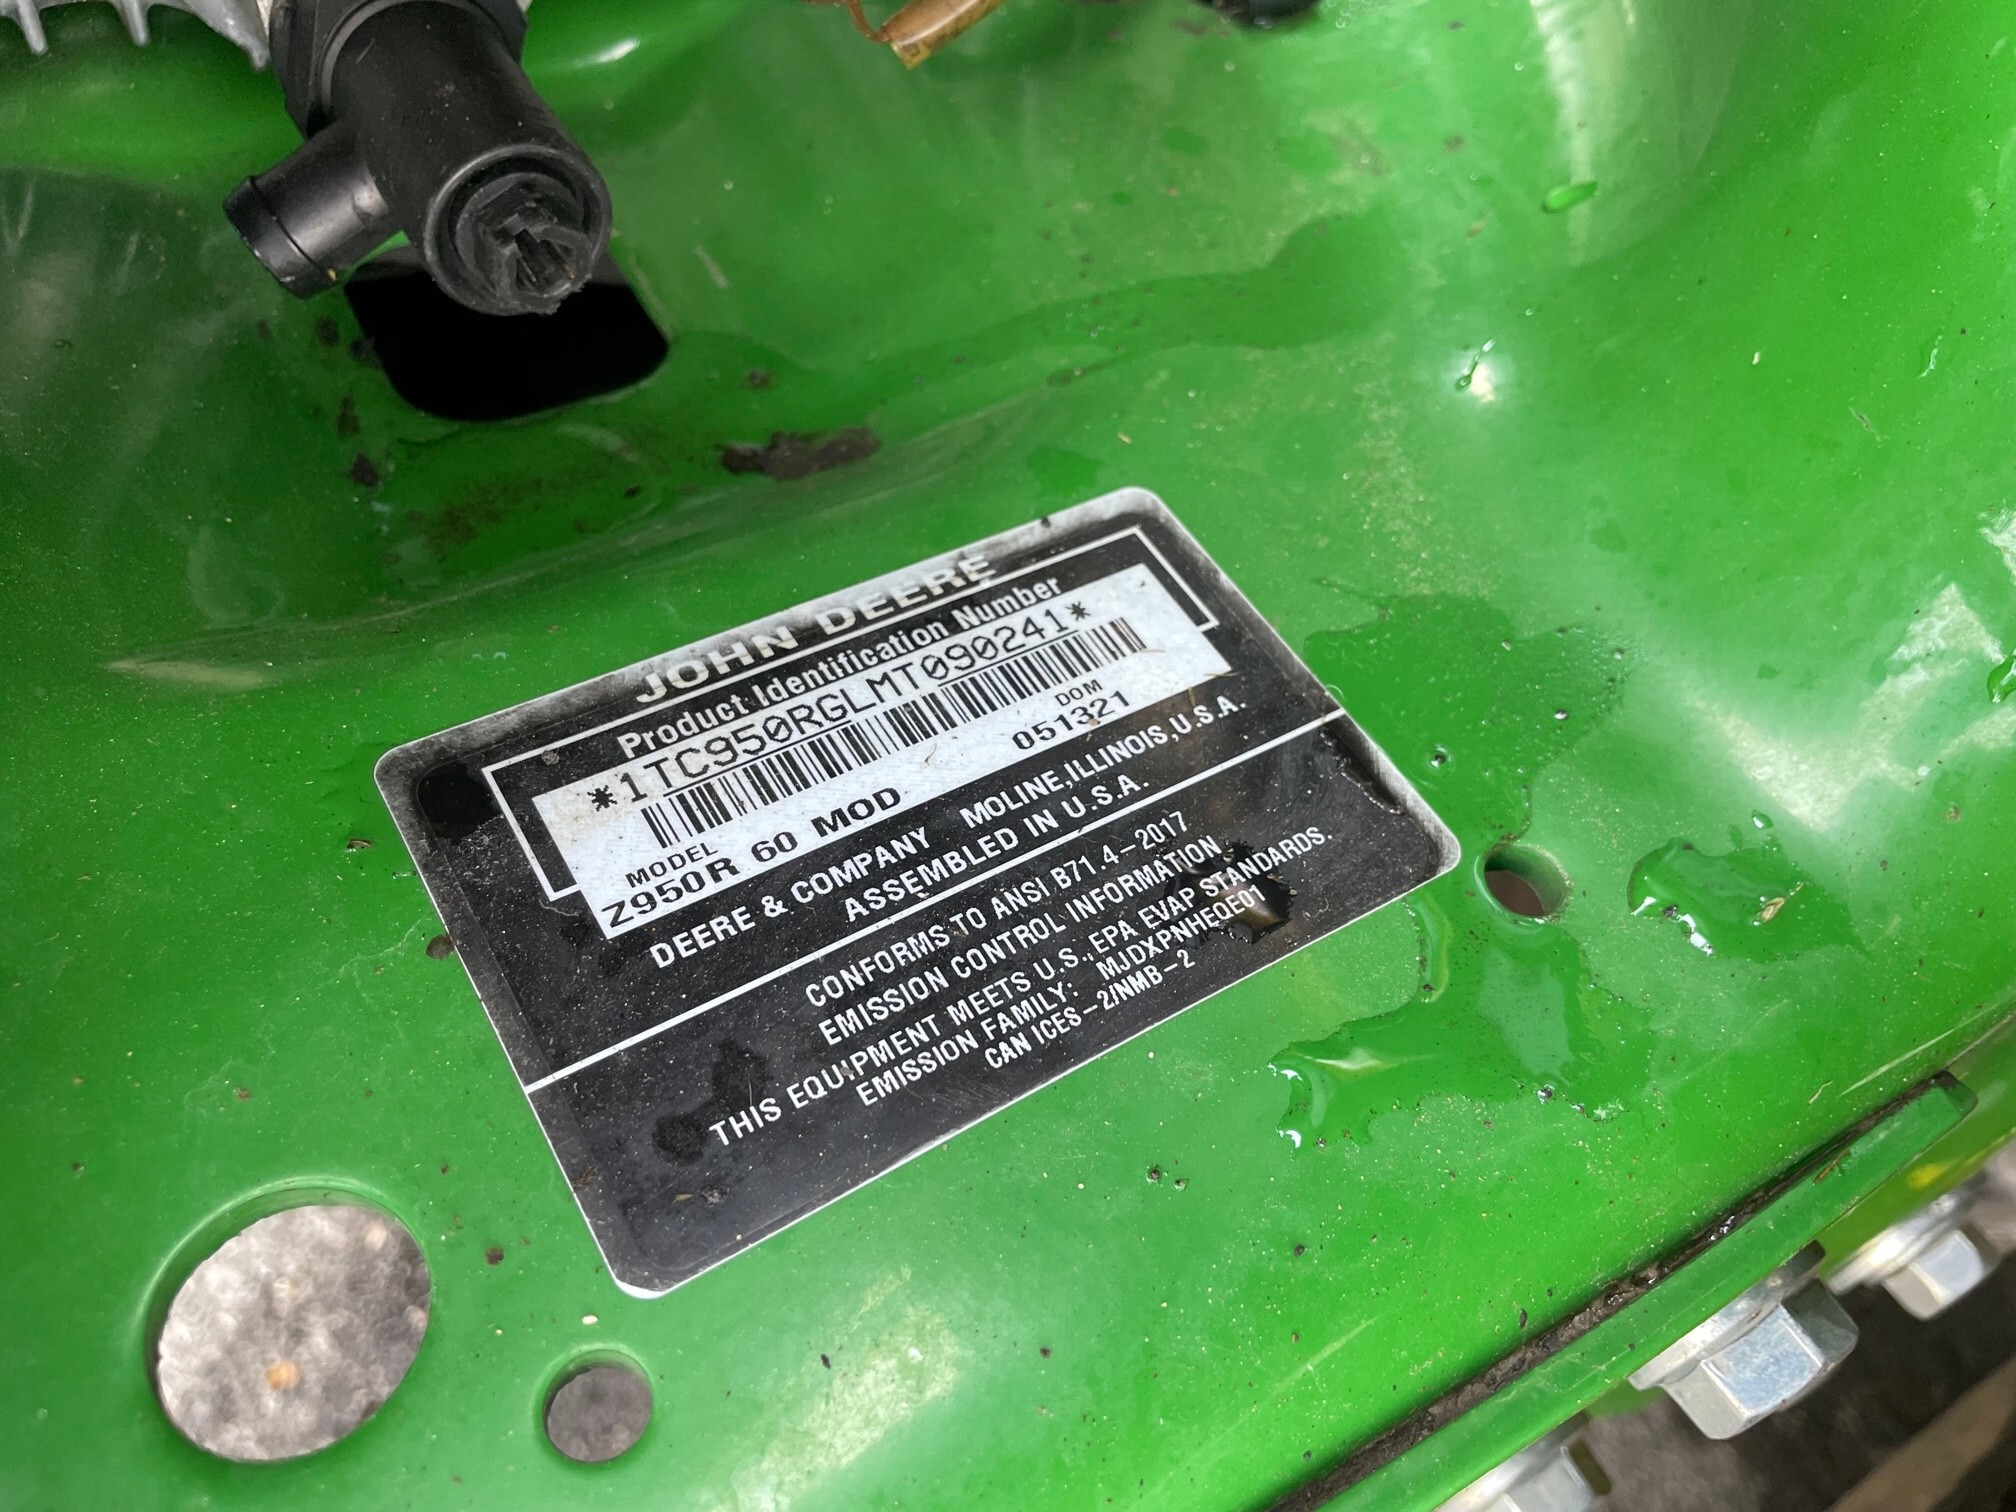 JOHN DEERE
Product Identification Number
*1TC950RGLMT090241*
MODEL DOM
Z950R 60 MOD 051321
DEERE & COMPANY MOLINE, ILLINOIS, U.S.A.
ASSEMBLED IN U.S.A.
CONFORMS TO ANSI B71.4-2017
EMISSION CONTROL INFORMATION
THIS EQUIPMENT MEETS U.S., EPA EVAP STANDARDS.
EMISSION FAMILY: MJDXPNHEQE01
CAN ICES-2/NMB-2